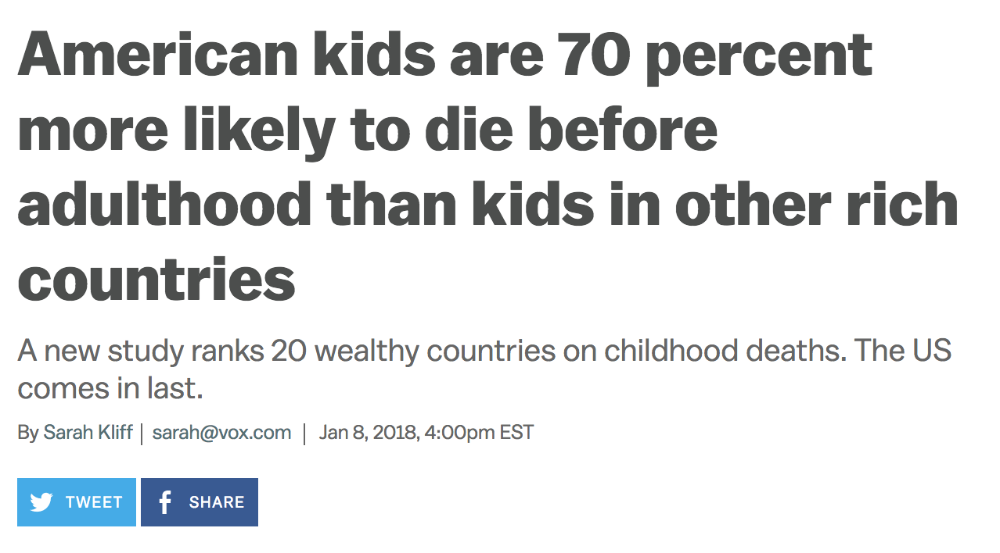 American kids are 70 percent
more likely to die before
adulthood than kids in other rich
countries
A new study ranks 20 wealthy countries on childhood deaths. The US
comes in last.
By Sarah Kliff | sarah@vox.com | Jan 8, 2018, 4:00pm EST
TWEET SHARE